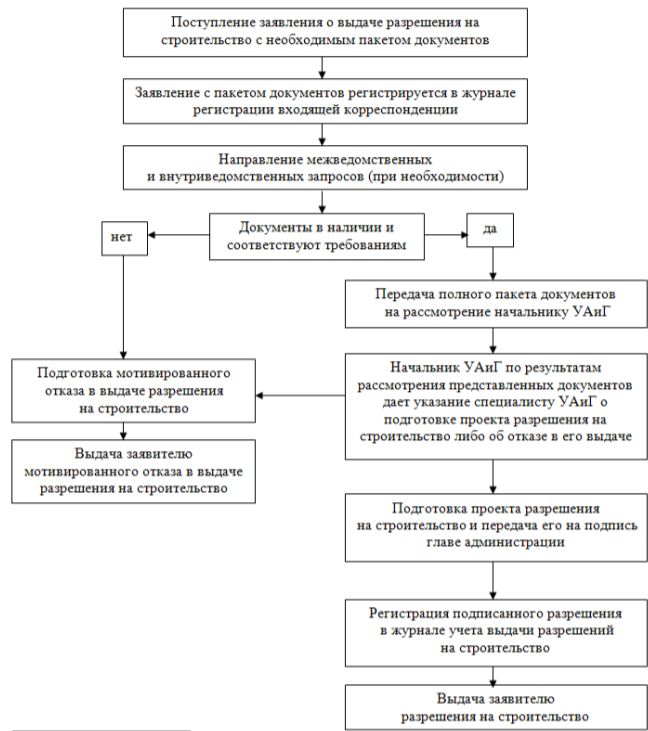 Поступление заявления о выдаче разрешения на
строительство с необходимым пакетом документов
Заявление с пакетом документов регистрируется в журнале
регистрации входящей корреспонденции
Направление межведомственных
и внутриведомственных запросов (при необходимости)
Документы в наличии и
соответствуют требованиям
нет
да
Передача полного пакета документов
на рассмотрение начальнику УАиГ
Начальник УАиГ по результатам
рассмотрения представленных документов
дает указание специалисту УАиГ о
подготовке проекта разрешения на
строительство либо об отказе в его выдаче
Подготовка мотивированного
отказа в выдаче разрешения
на строительство
Выдача заявителю
мотивированного отказа в выдаче
разрешения на строительство
Подготовка проекта разрешения
на строительство и передача его на подпись
главе администрации
Регистрация подписанного разрешения
в журнале учета выдачи разрешений
на строительство
Выдача заявителю
разрешения на строительство